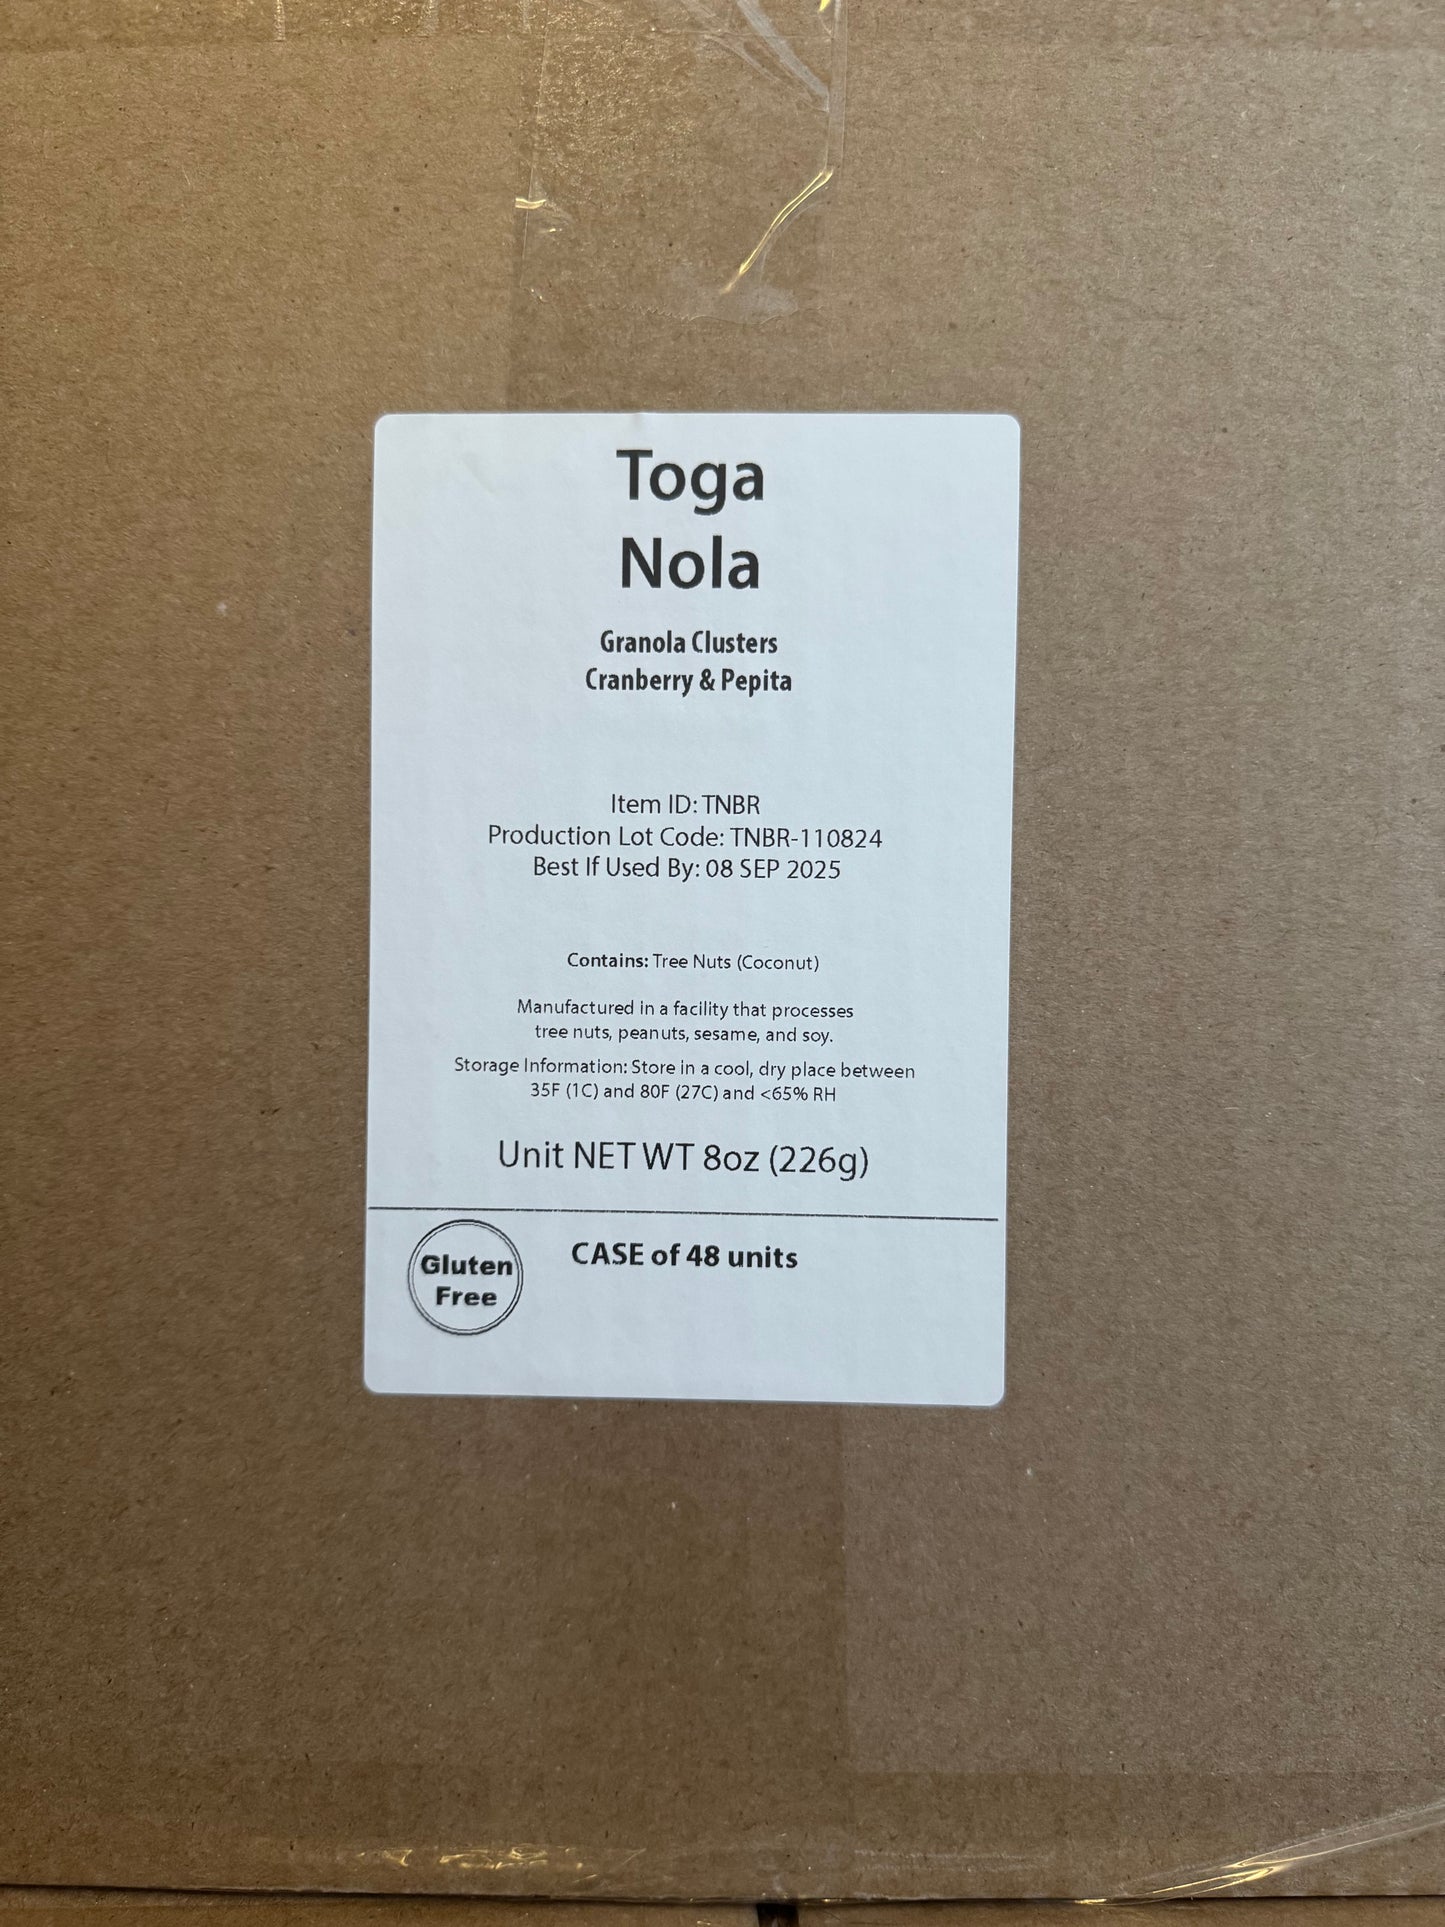 Toga
Nola
Granola Clusters
Cranberry & Pepita
Item ID: TNBR
Production Lot Code: TNBR-110824
Best If Used By: 08 SEP 2025
Contains: Tree Nuts (Coconut)
Manufactured in a facility that processes
tree nuts, peanuts, sesame, and soy.
Storage Information: Store in a cool, dry place between
35F (1C) and 80F (27C) and <65% RH
Unit NET WT 8oz (226g)
Gluten
Free
CASE of 48 units